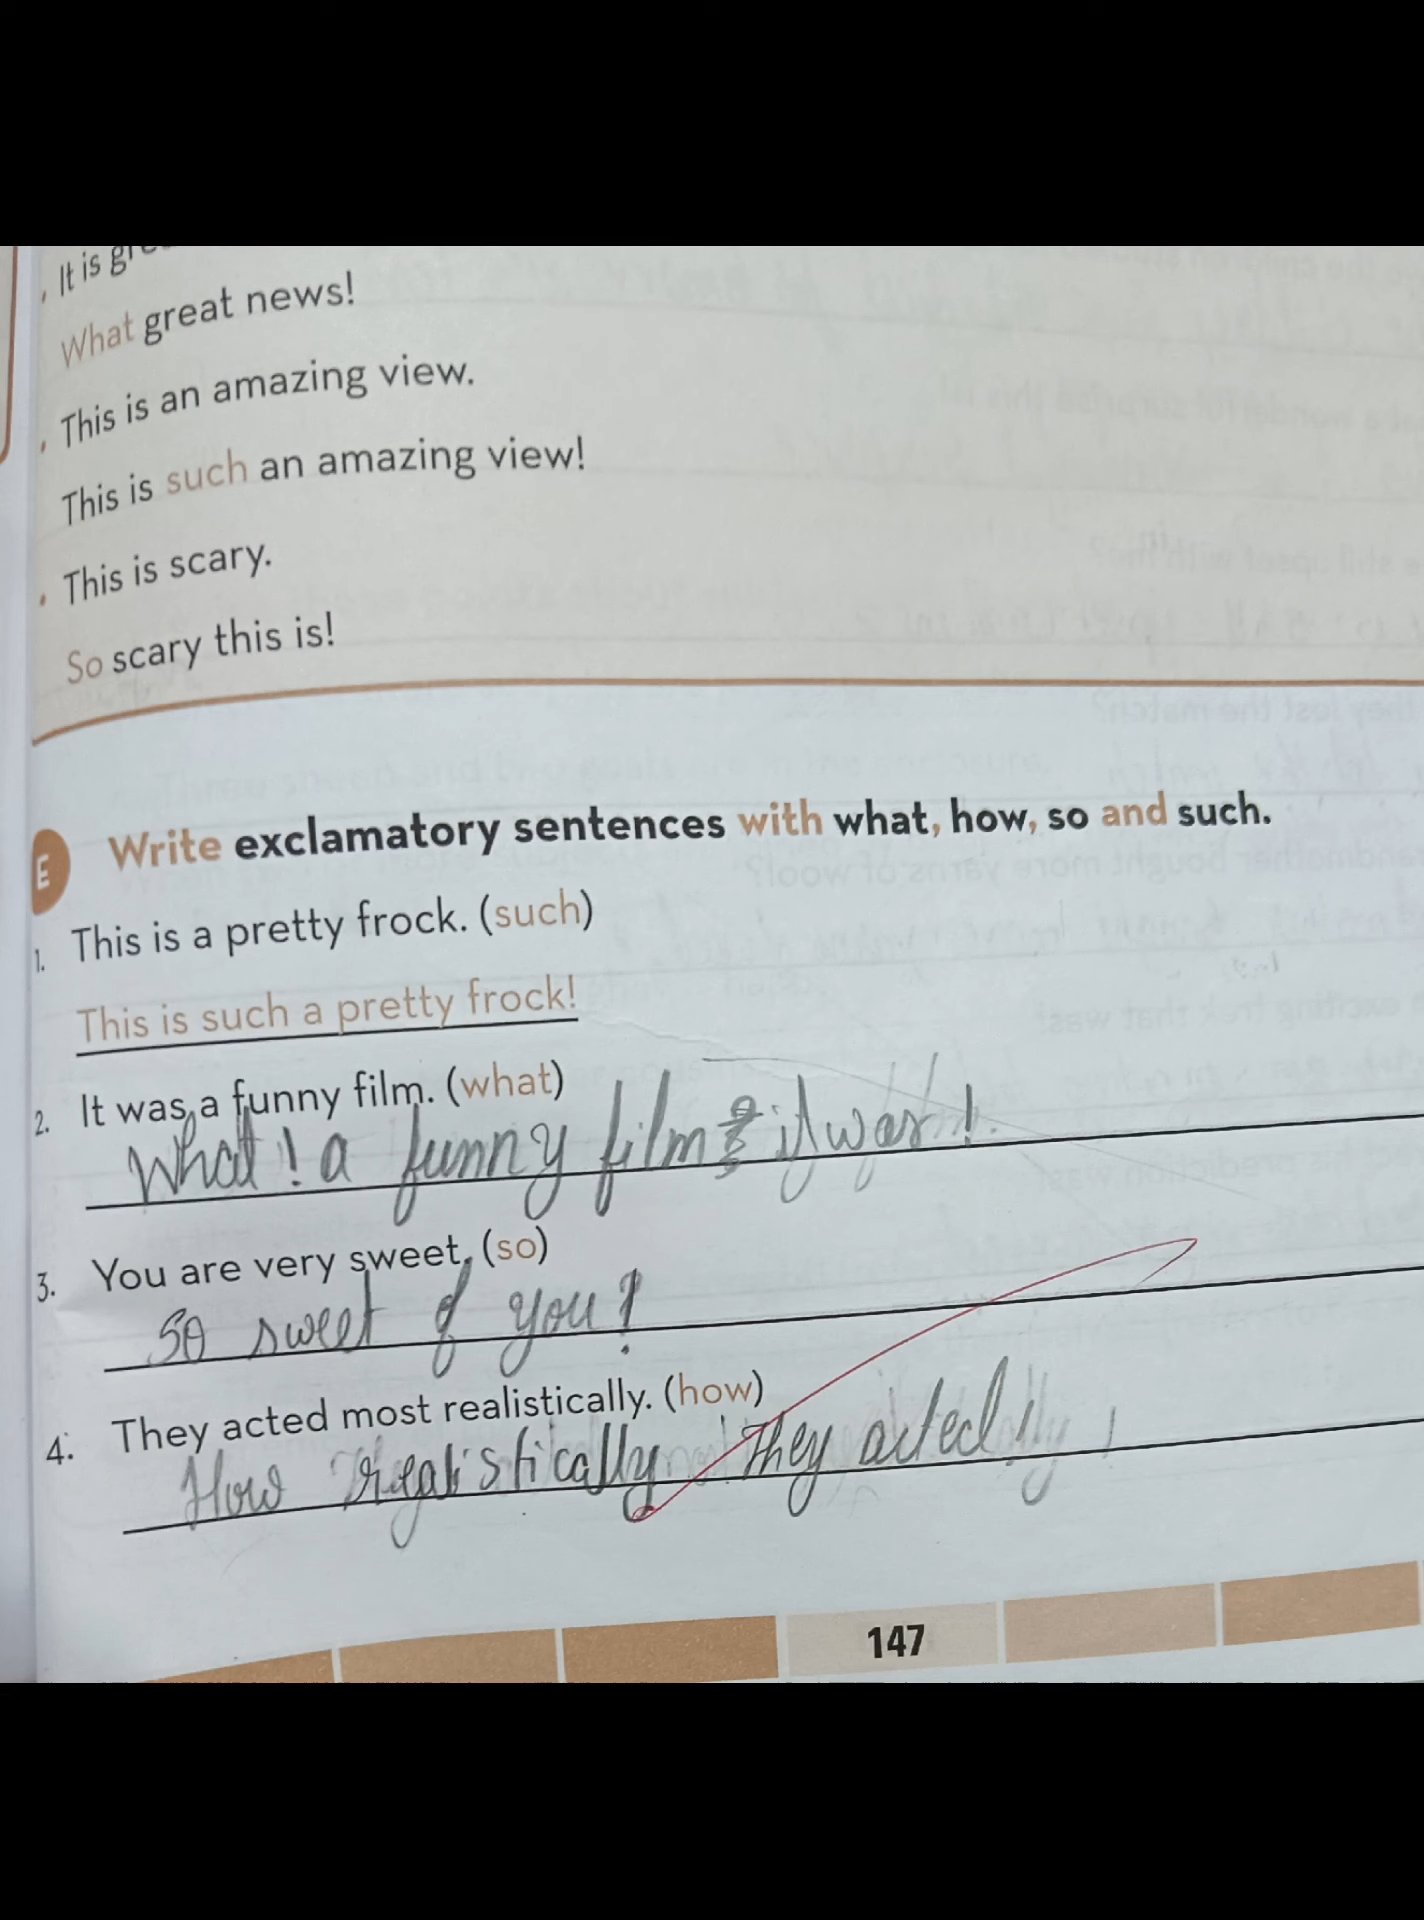 It is
What great news!
This is an amazing view.
This is such an amazing view!
This is scary.
So scary this is!
E Write exclamatory sentences with what, how, so and such.
1. This is a pretty frock. (such)
This is such a pretty frock!
2. It was a funny film. (what)
What! a funny film it was!
3. You are very sweet. (so)
So sweet of you!
4. They acted most realistically. (how)
How realistically they acted!
147